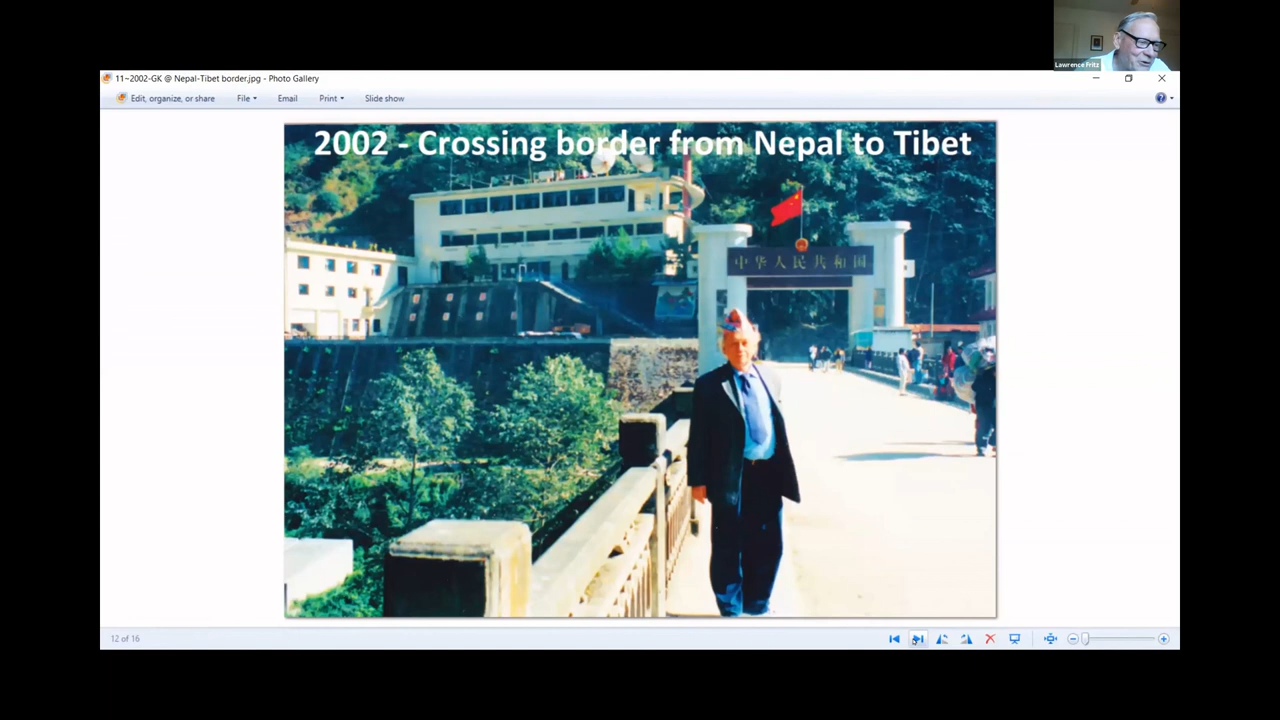 Lawrence Fritz
11~2002-GK @ Nepal-Tibet border.jpg - Photo Gallery
Edit, organize, or share File Email Print Slide show
2002 - Crossing border from Nepal to Tibet
中华人民共和国
12 of 16